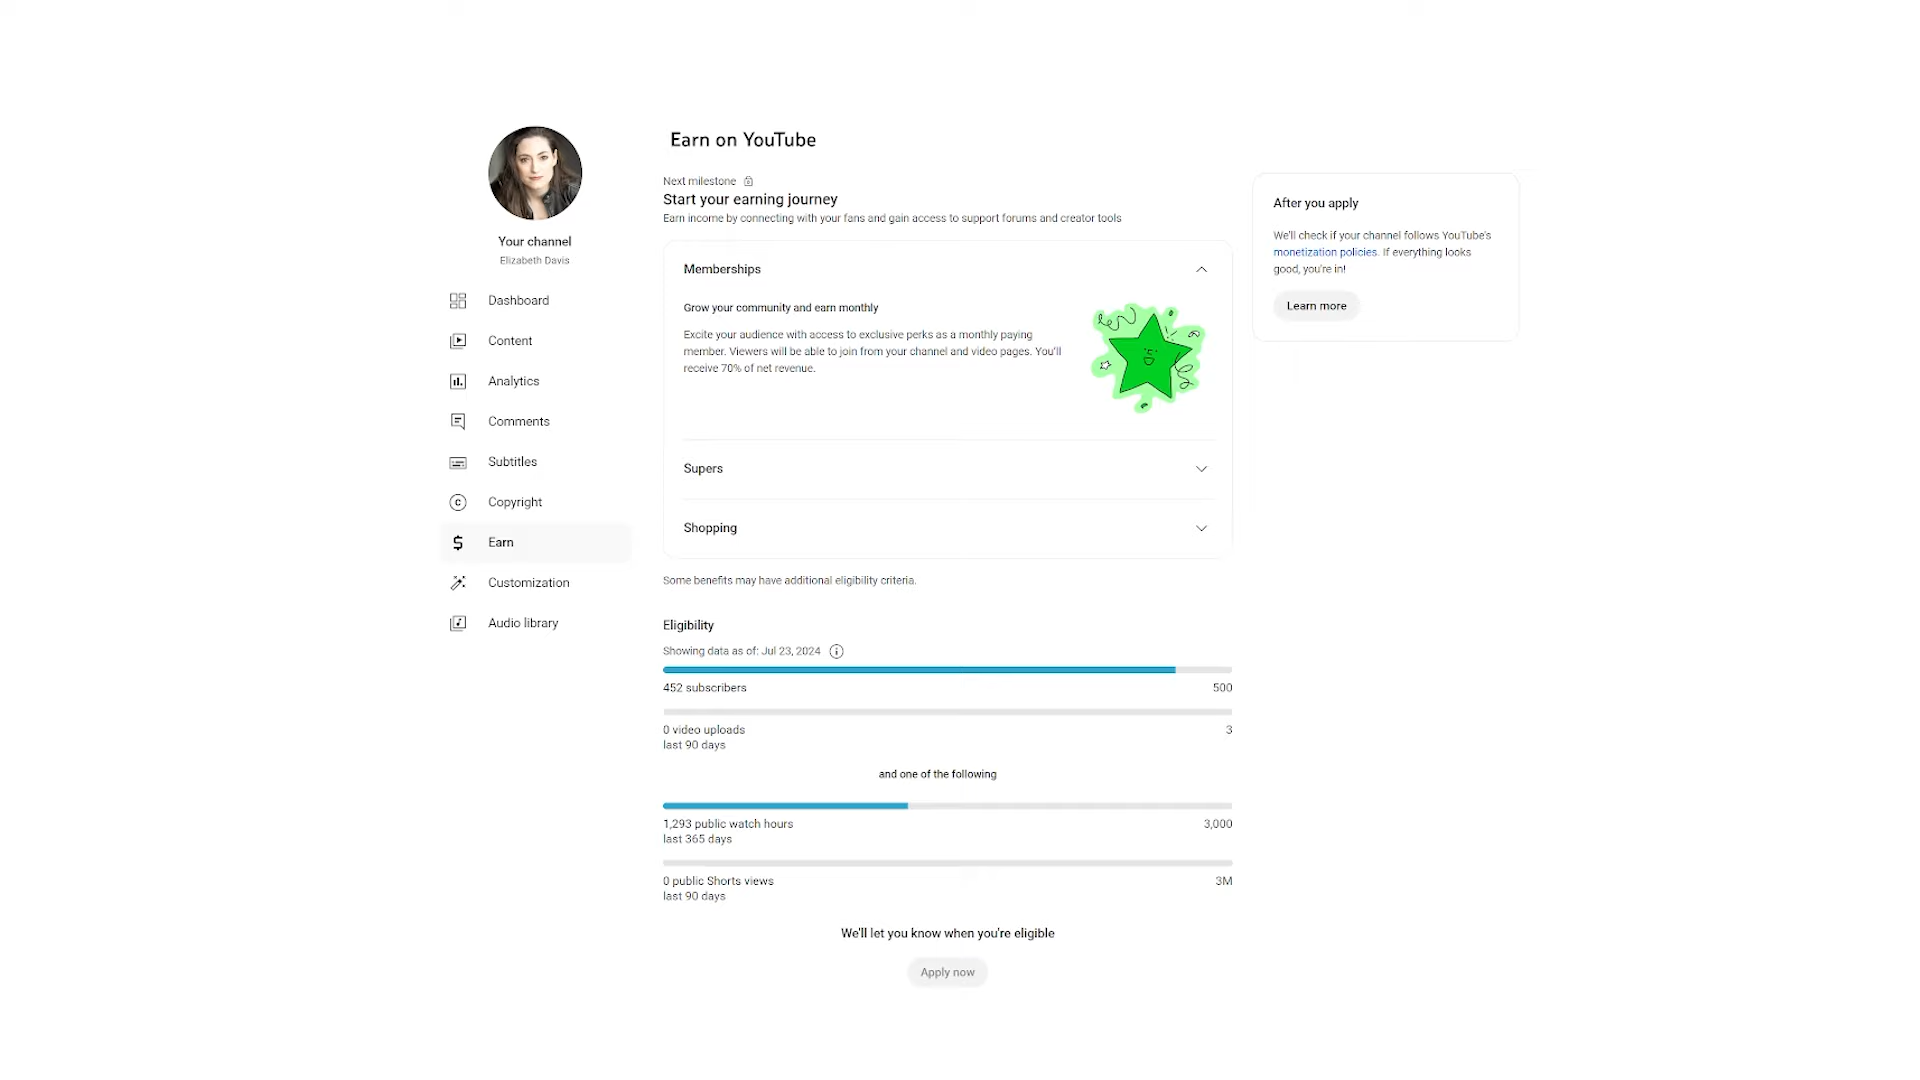 Your channel
Elizabeth Davis
Dashboard
Content
Analytics
Comments
Subtitles
Copyright
Earn
Customization
Audio library
Earn on YouTube
Next milestone
Start your earning journey
Earn income by connecting with your fans and gain access to support forums and creator tools
Memberships
Grow your community and earn monthly
Excite your audience with access to exclusive perks as a monthly paying
member. Viewers will be able to join from your channel and video pages. You'll
receive 70% of net revenue.
Supers
Shopping
Some benefits may have additional eligibility criteria.
Eligibility
Showing data as of: Jul 23, 2024
452 subscribers 500
0 video uploads 3
last 90 days
and one of the following
1,293 public watch hours 3,000
last 365 days
0 public Shorts views 3M
last 90 days
We'll let you know when you're eligible
Apply now
After you apply
We'll check if your channel follows YouTube's
monetization policies. If everything looks
good, you're in!
Learn more